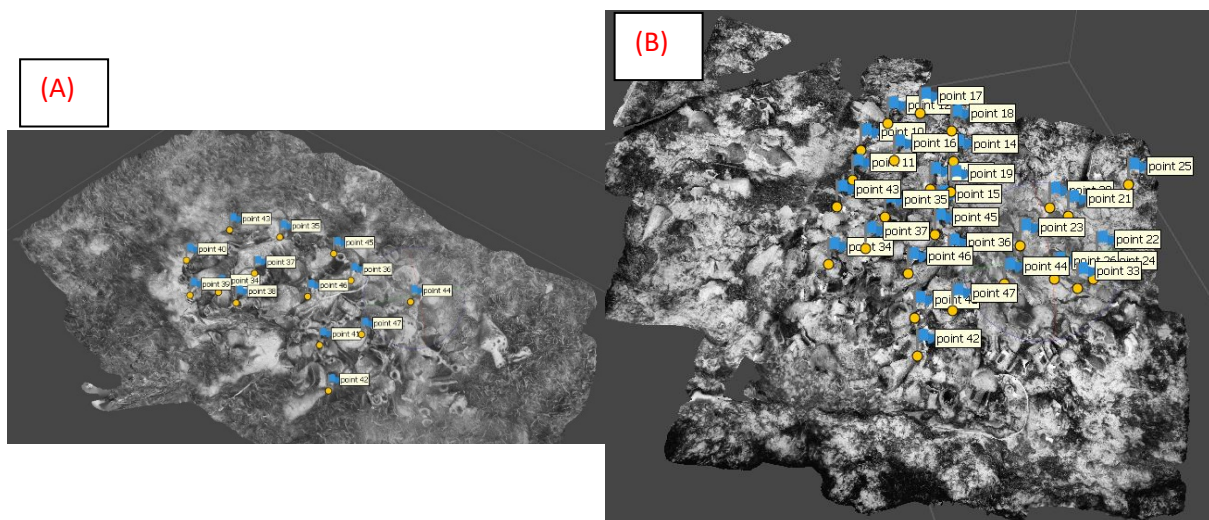 (A)
point 43
point 35
point 45
point 40
point 37
point 36
point 39
34
point 38
point 46
point 44
point 41
point 47
point 42
(B)
point 17
point 18
point 10
point 16
point 14
point 11
point 19
point 25
point 43
point 35
point 15
point 21
point 45
point 37
point 23
point 34
point 36
point 22
point 46
point 44
point 33
point 47
point 42